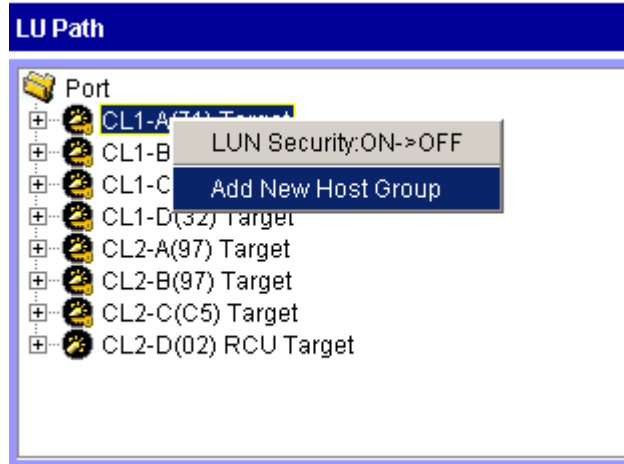 LU Path
Port
CL1-A(71) Target
LUN Security:ON->OFF
CL1-B
Add New Host Group
CL1-C
CL1-D(32) Target
CL2-A(97) Target
CL2-B(97) Target
CL2-C(C5) Target
CL2-D(02) RCU Target